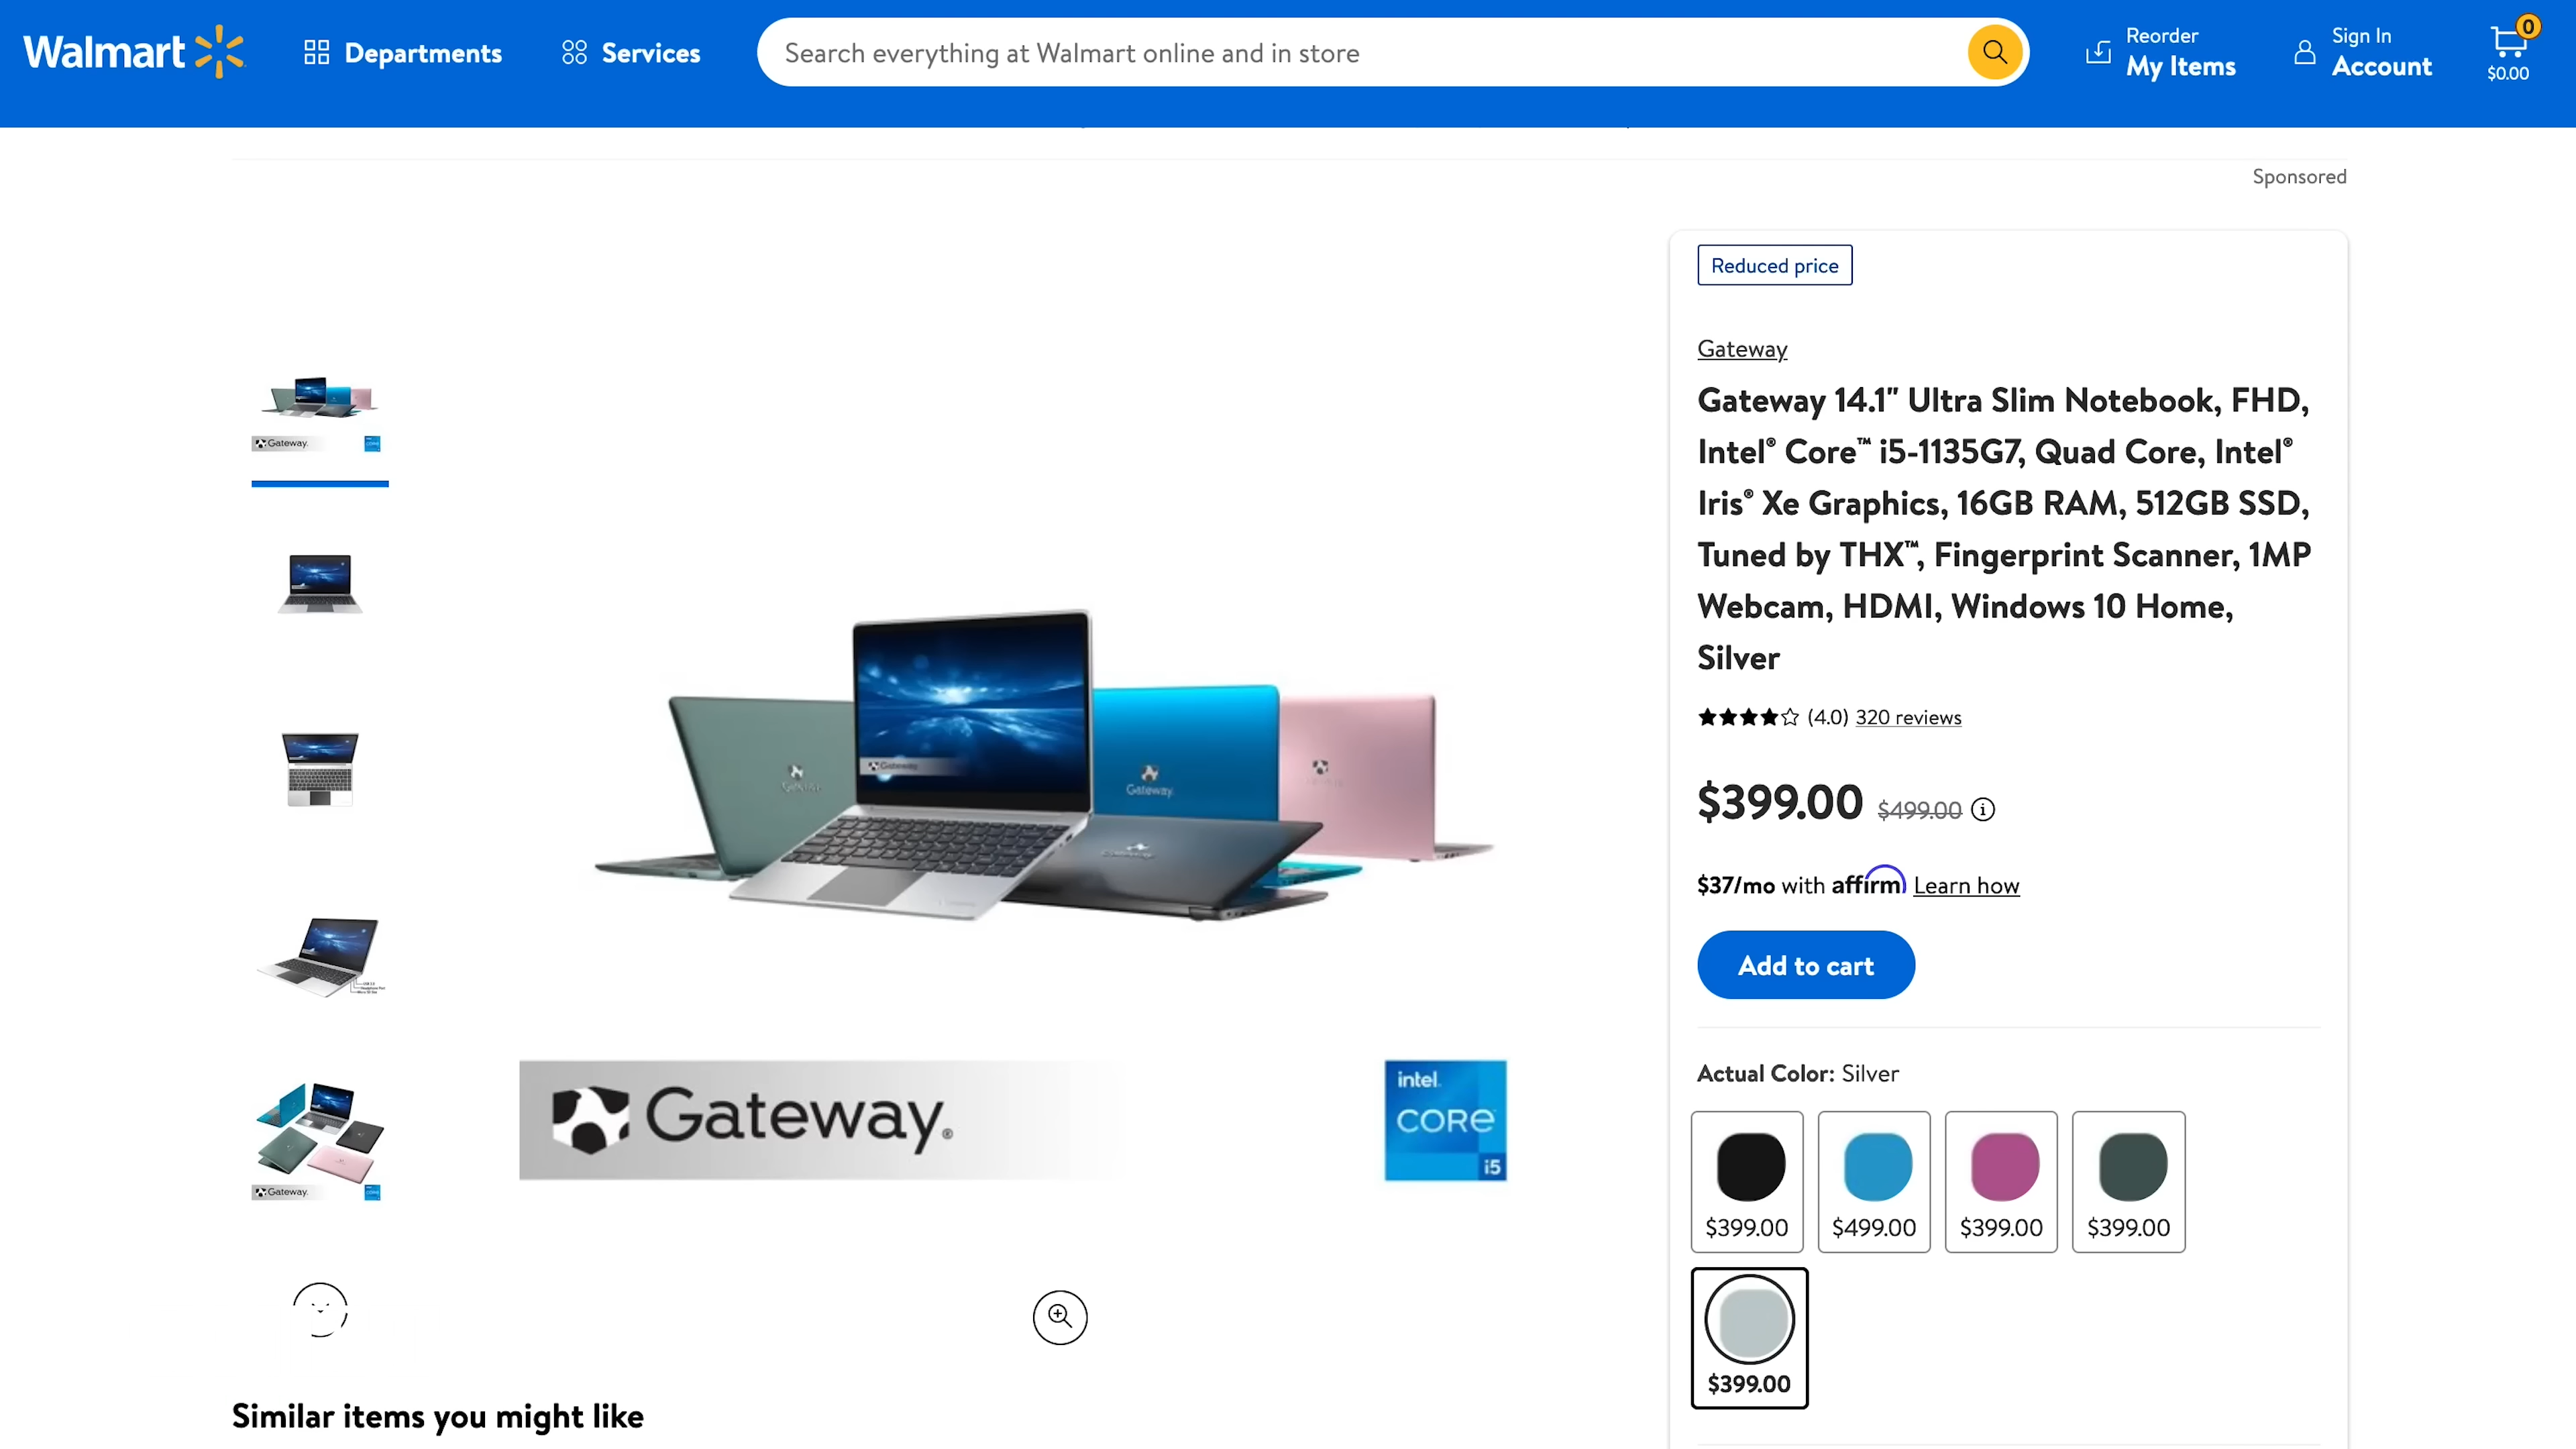 Walmart
Departments
Services
Search everything at Walmart online and in store
Reorder
My Items
Sign In
Account
0
$0.00
Sponsored
Reduced price
Gateway
Gateway 14.1" Ultra Slim Notebook, FHD,
Intel® Core™ i5-1135G7, Quad Core, Intel®
Iris® Xe Graphics, 16GB RAM, 512GB SSD,
Tuned by THX™, Fingerprint Scanner, 1MP
Webcam, HDMI, Windows 10 Home,
Silver
(4.0) 320 reviews
$399.00 $499.00
$37/mo with affirm Learn how
Add to cart
Actual Color: Silver
$399.00
$499.00
$399.00
$399.00
$399.00
Gateway.
Gateway
Gateway
Gateway.
Gateway®
intel.
CORE
i5
Gateway.
Similar items you might like